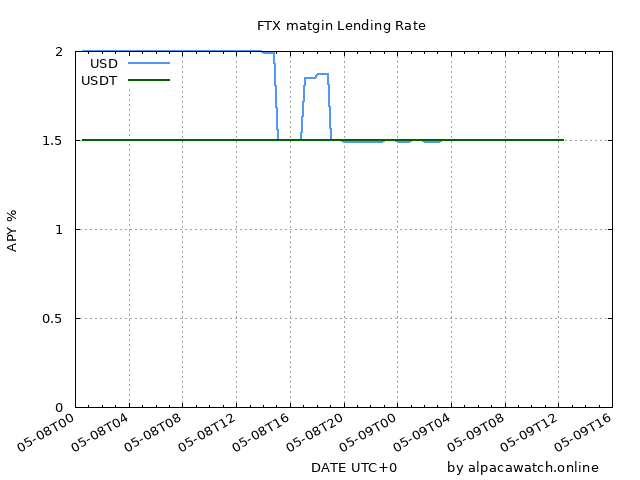 FTX matgin Lending Rate
2
USD
USDT
1.5
1
APY %
0.5
0
05-08T00 05-08T04 05-08T08 05-08T12 05-08T16 05-08T20 05-09T00 05-09T04 05-09T08 05-09T12 05-09T16
DATE UTC+0 by alpacawatch.online